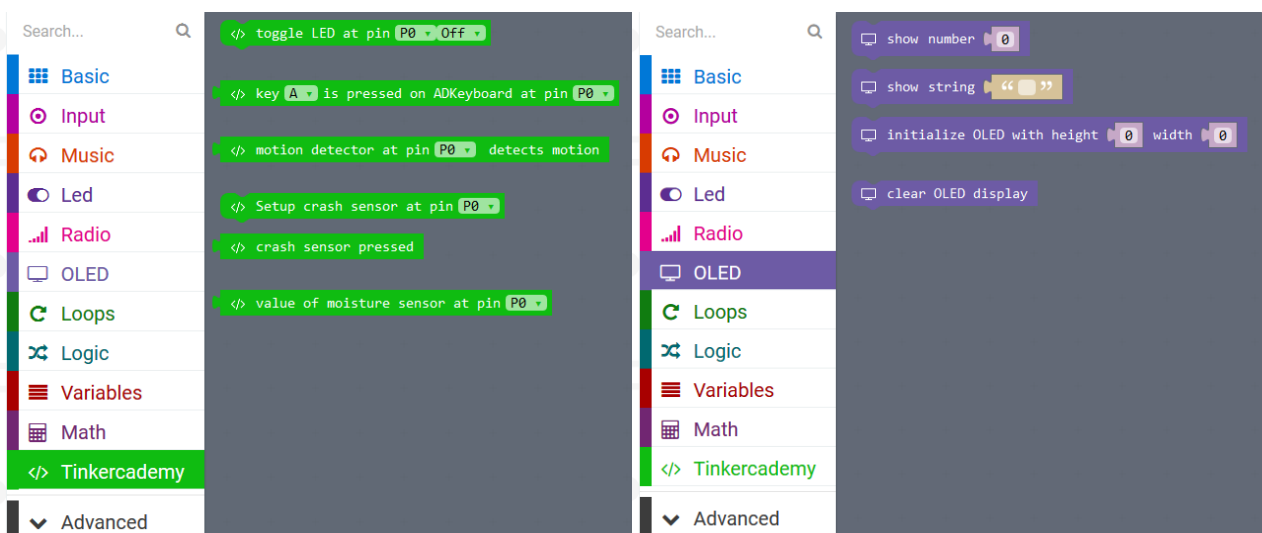 Search...
Basic
Input
Music
Led
Radio
OLED
Loops
Logic
Variables
Math
</> Tinkercademy
Advanced
</> toggle LED at pin P0 Off
</> key A is pressed on ADKeyboard at pin P0
</> motion detector at pin P0 detects motion
</> Setup crash sensor at pin P0
</> crash sensor pressed
</> value of moisture sensor at pin P0
Search...
Basic
Input
Music
Led
Radio
OLED
Loops
Logic
Variables
Math
</> Tinkercademy
Advanced
show number 0
show string “ ”
initialize OLED with height 0 width 0
clear OLED display